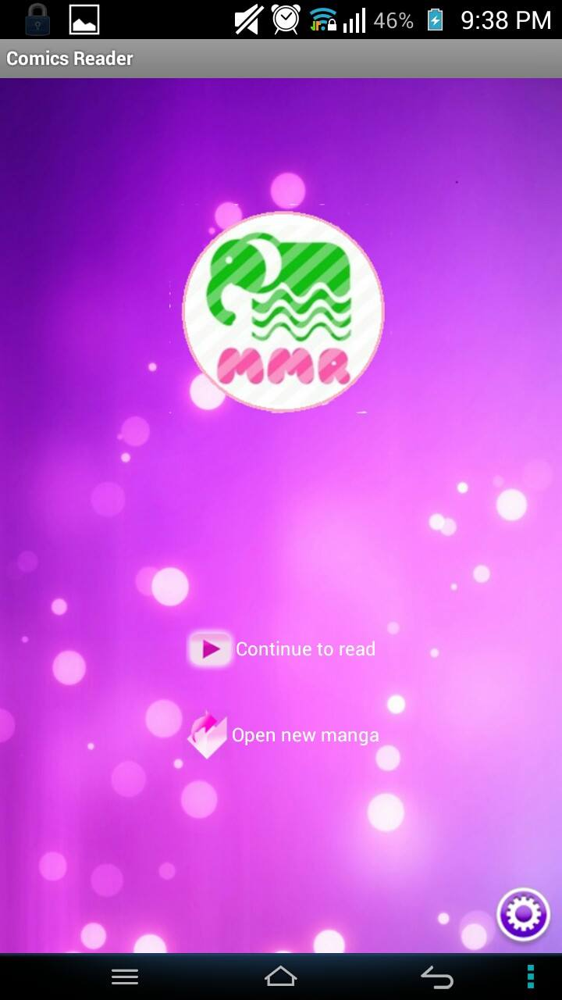 46%
9:38 PM
Comics Reader
MMR
Continue to read
Open new manga